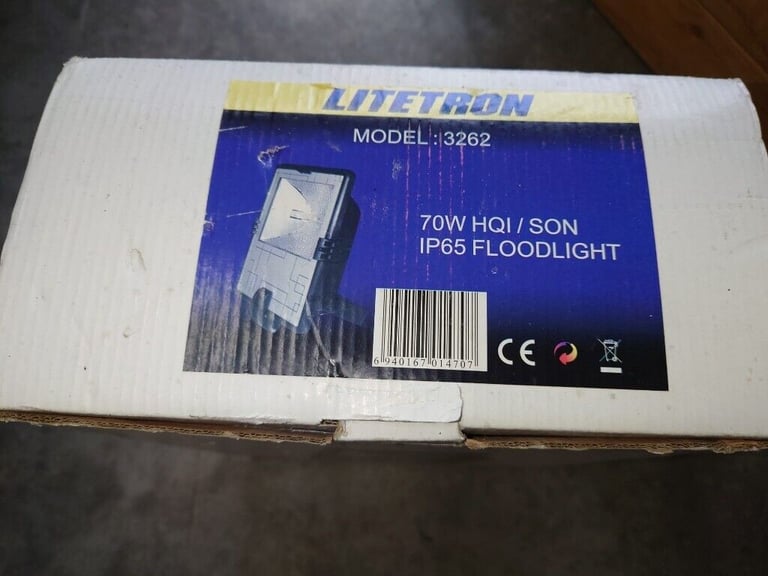 LITETRON
MODEL : 3262
70W HQI / SON
IP65 FLOODLIGHT
6 940167 014707
CE